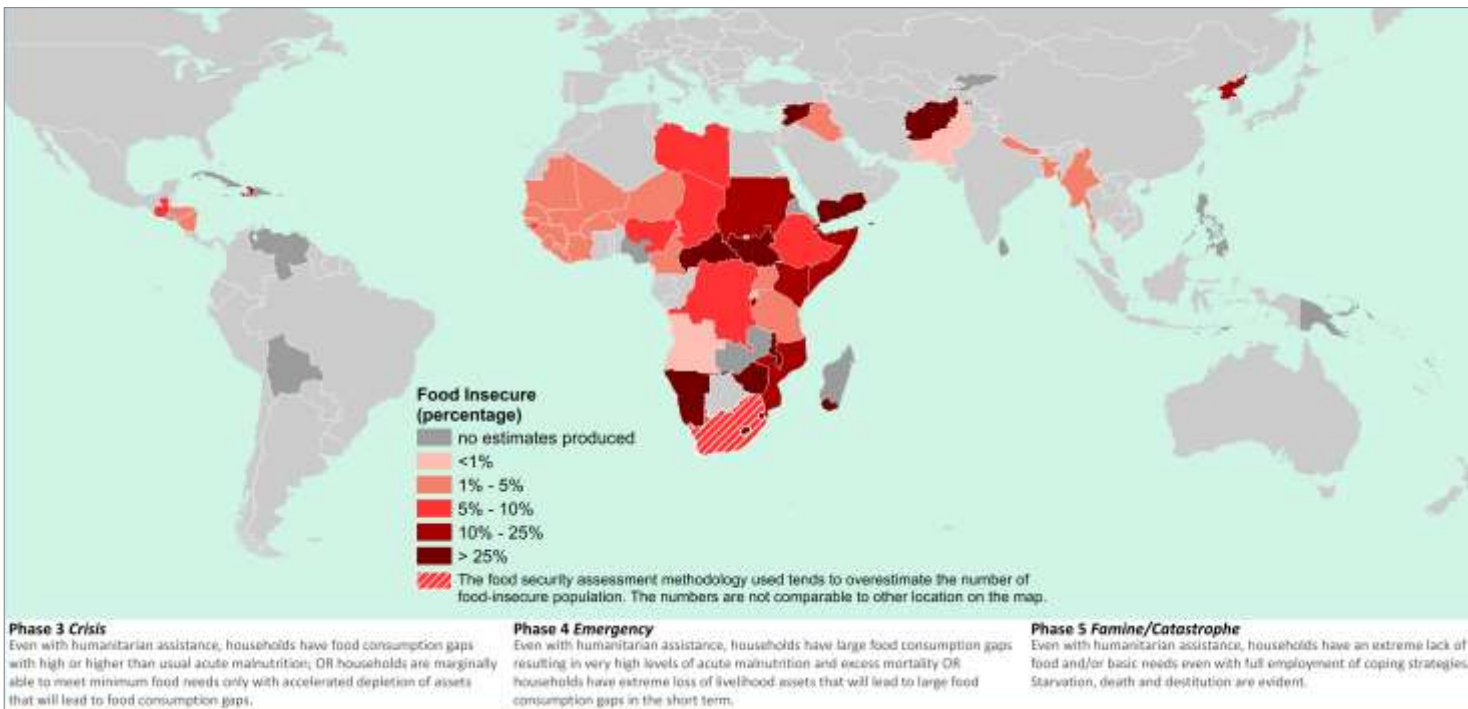 Food Insecure
(percentage)
no estimates produced
<1%
1% - 5%
5% - 10%
10% - 25%
> 25%
The food security assessment methodology used tends to overestimate the number of
food-insecure population. The numbers are not comparable to other location on the map.
Phase 3 Crisis
Even with humanitarian assistance, households have food consumption gaps
with high or higher than usual acute malnutrition; OR households are marginally
able to meet minimum food needs only with accelerated depletion of assets
that will lead to food consumption gaps.
Phase 4 Emergency
Even with humanitarian assistance, households have large food consumption gaps
resulting in very high levels of acute malnutrition and excess mortality OR
households have extreme loss of livelihood assets that will lead to large food
consumption gaps in the short term.
Phase 5 Famine/Catastrophe
Even with humanitarian assistance, households have an extreme lack of
food and/or basic needs even with full employment of coping strategies.
Starvation, death and destitution are evident.